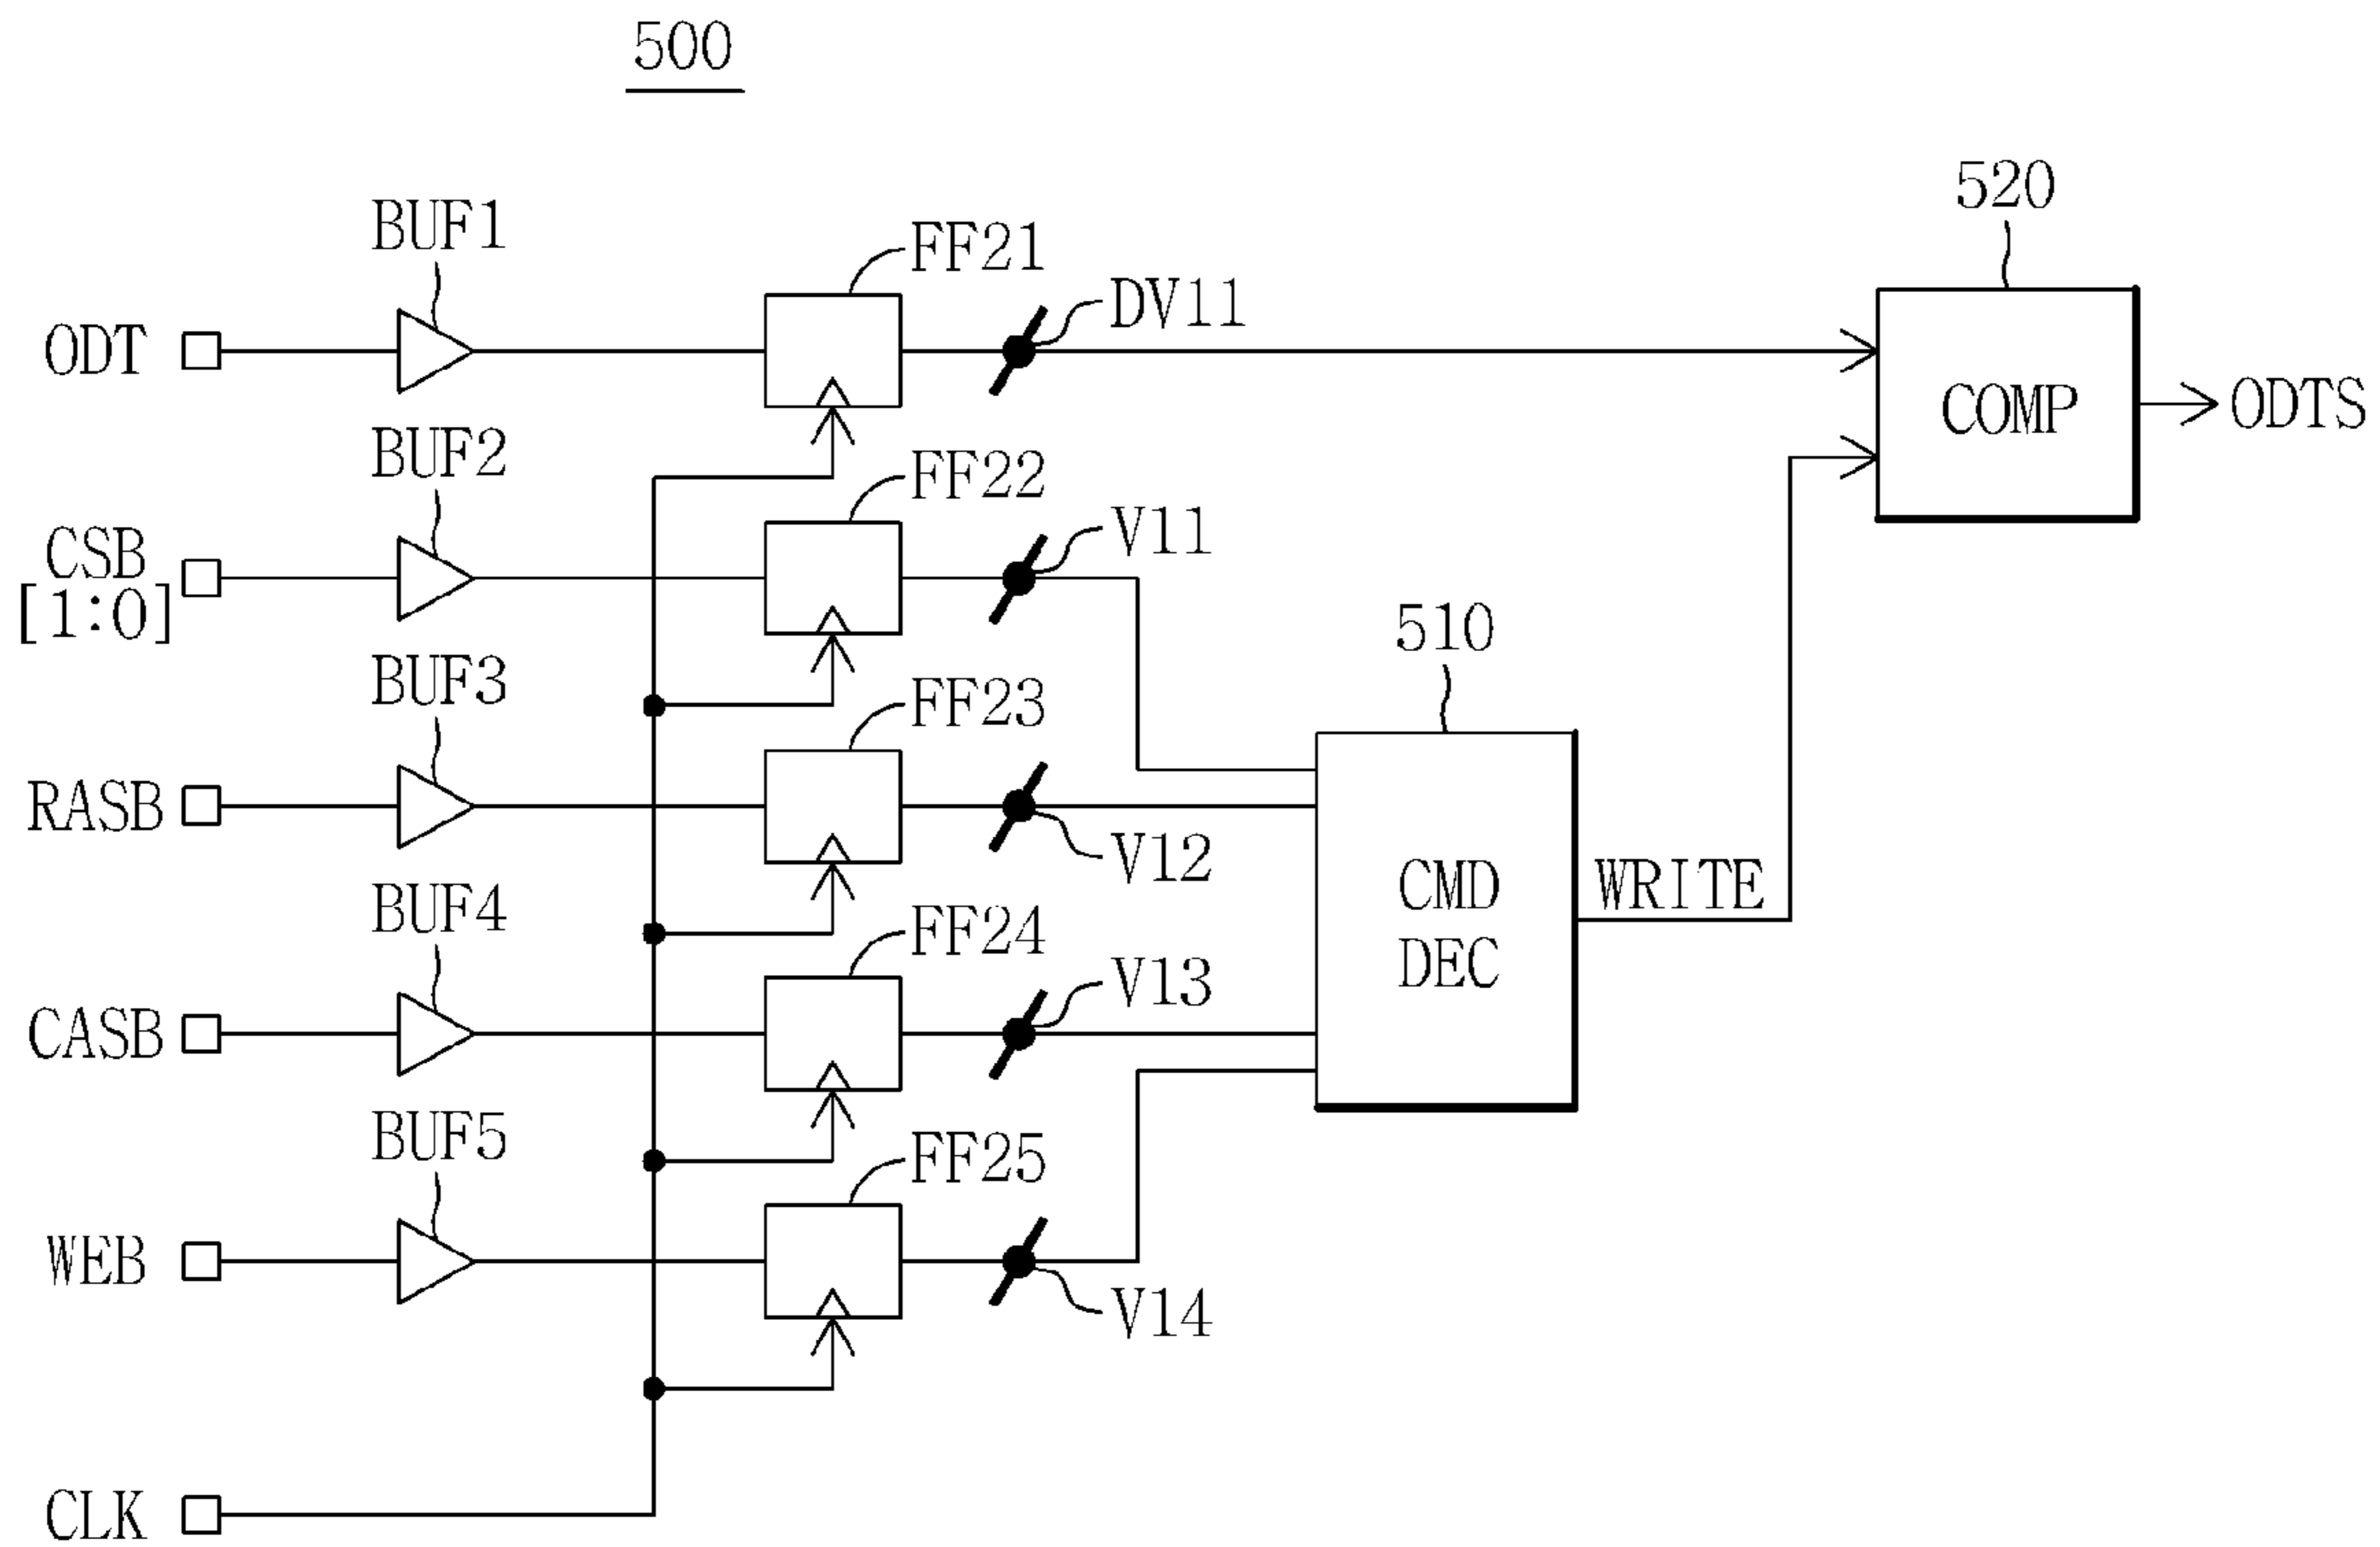 500
520
BUF1
FF21
DV11
ODT
COMP
ODTS
BUF2
FF22
V11
CSB
[1:0]
510
BUF3
FF23
RASB
V12
CMD
DEC
WRITE
BUF4
FF24
V13
CASB
BUF5
FF25
WEB
V14
CLK